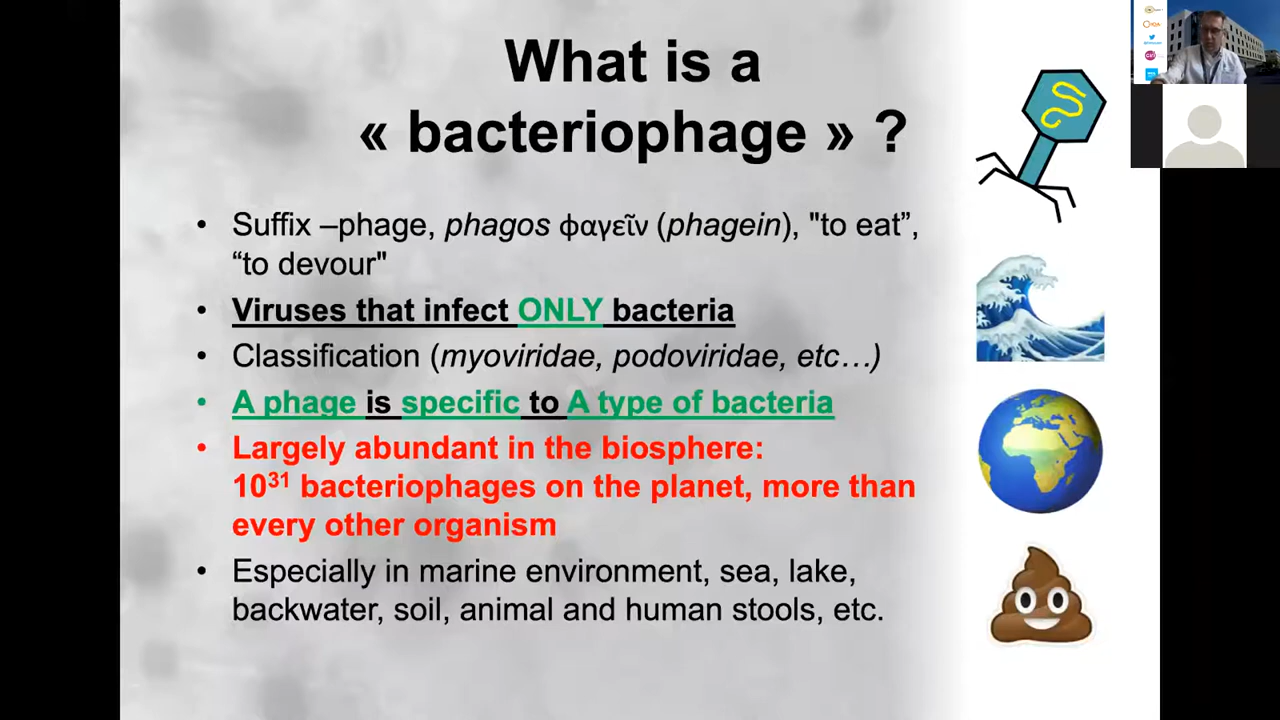 What is a
« bacteriophage » ?
• Suffix –phage, phagos φαγεῖν (phagein), "to eat”,
“to devour"
• Viruses that infect ONLY bacteria
• Classification (myoviridae, podoviridae, etc…)
• A phage is specific to A type of bacteria
• Largely abundant in the biosphere:
10³¹ bacteriophages on the planet, more than
every other organism
• Especially in marine environment, sea, lake,
backwater, soil, animal and human stools, etc.